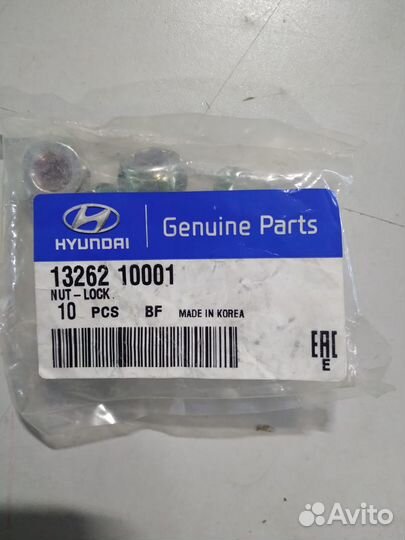 HYUNDAI
Genuine Parts
13262 10001
NUT-LOCK.
10 PCS BF MADE IN KOREA
EAC
E
Avito